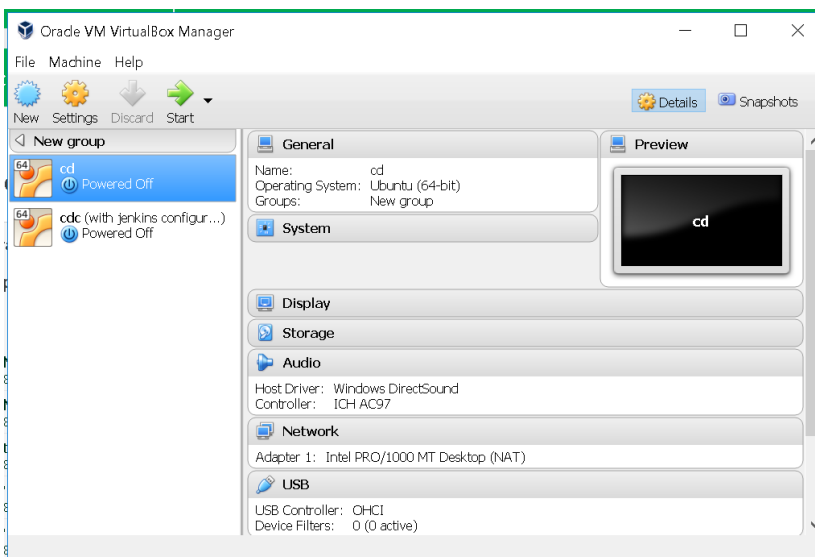 Oracle VM VirtualBox Manager
File Machine Help
New Settings Discard Start
Details Snapshots
New group
64 cd
Powered Off
64 cdc (with jenkins configur...)
Powered Off
General
Name: cd
Operating System: Ubuntu (64-bit)
Groups: New group
System
Preview
cd
Display
Storage
Audio
Host Driver: Windows DirectSound
Controller: ICH AC97
Network
Adapter 1: Intel PRO/1000 MT Desktop (NAT)
USB
USB Controller: OHCI
Device Filters: 0 (0 active)